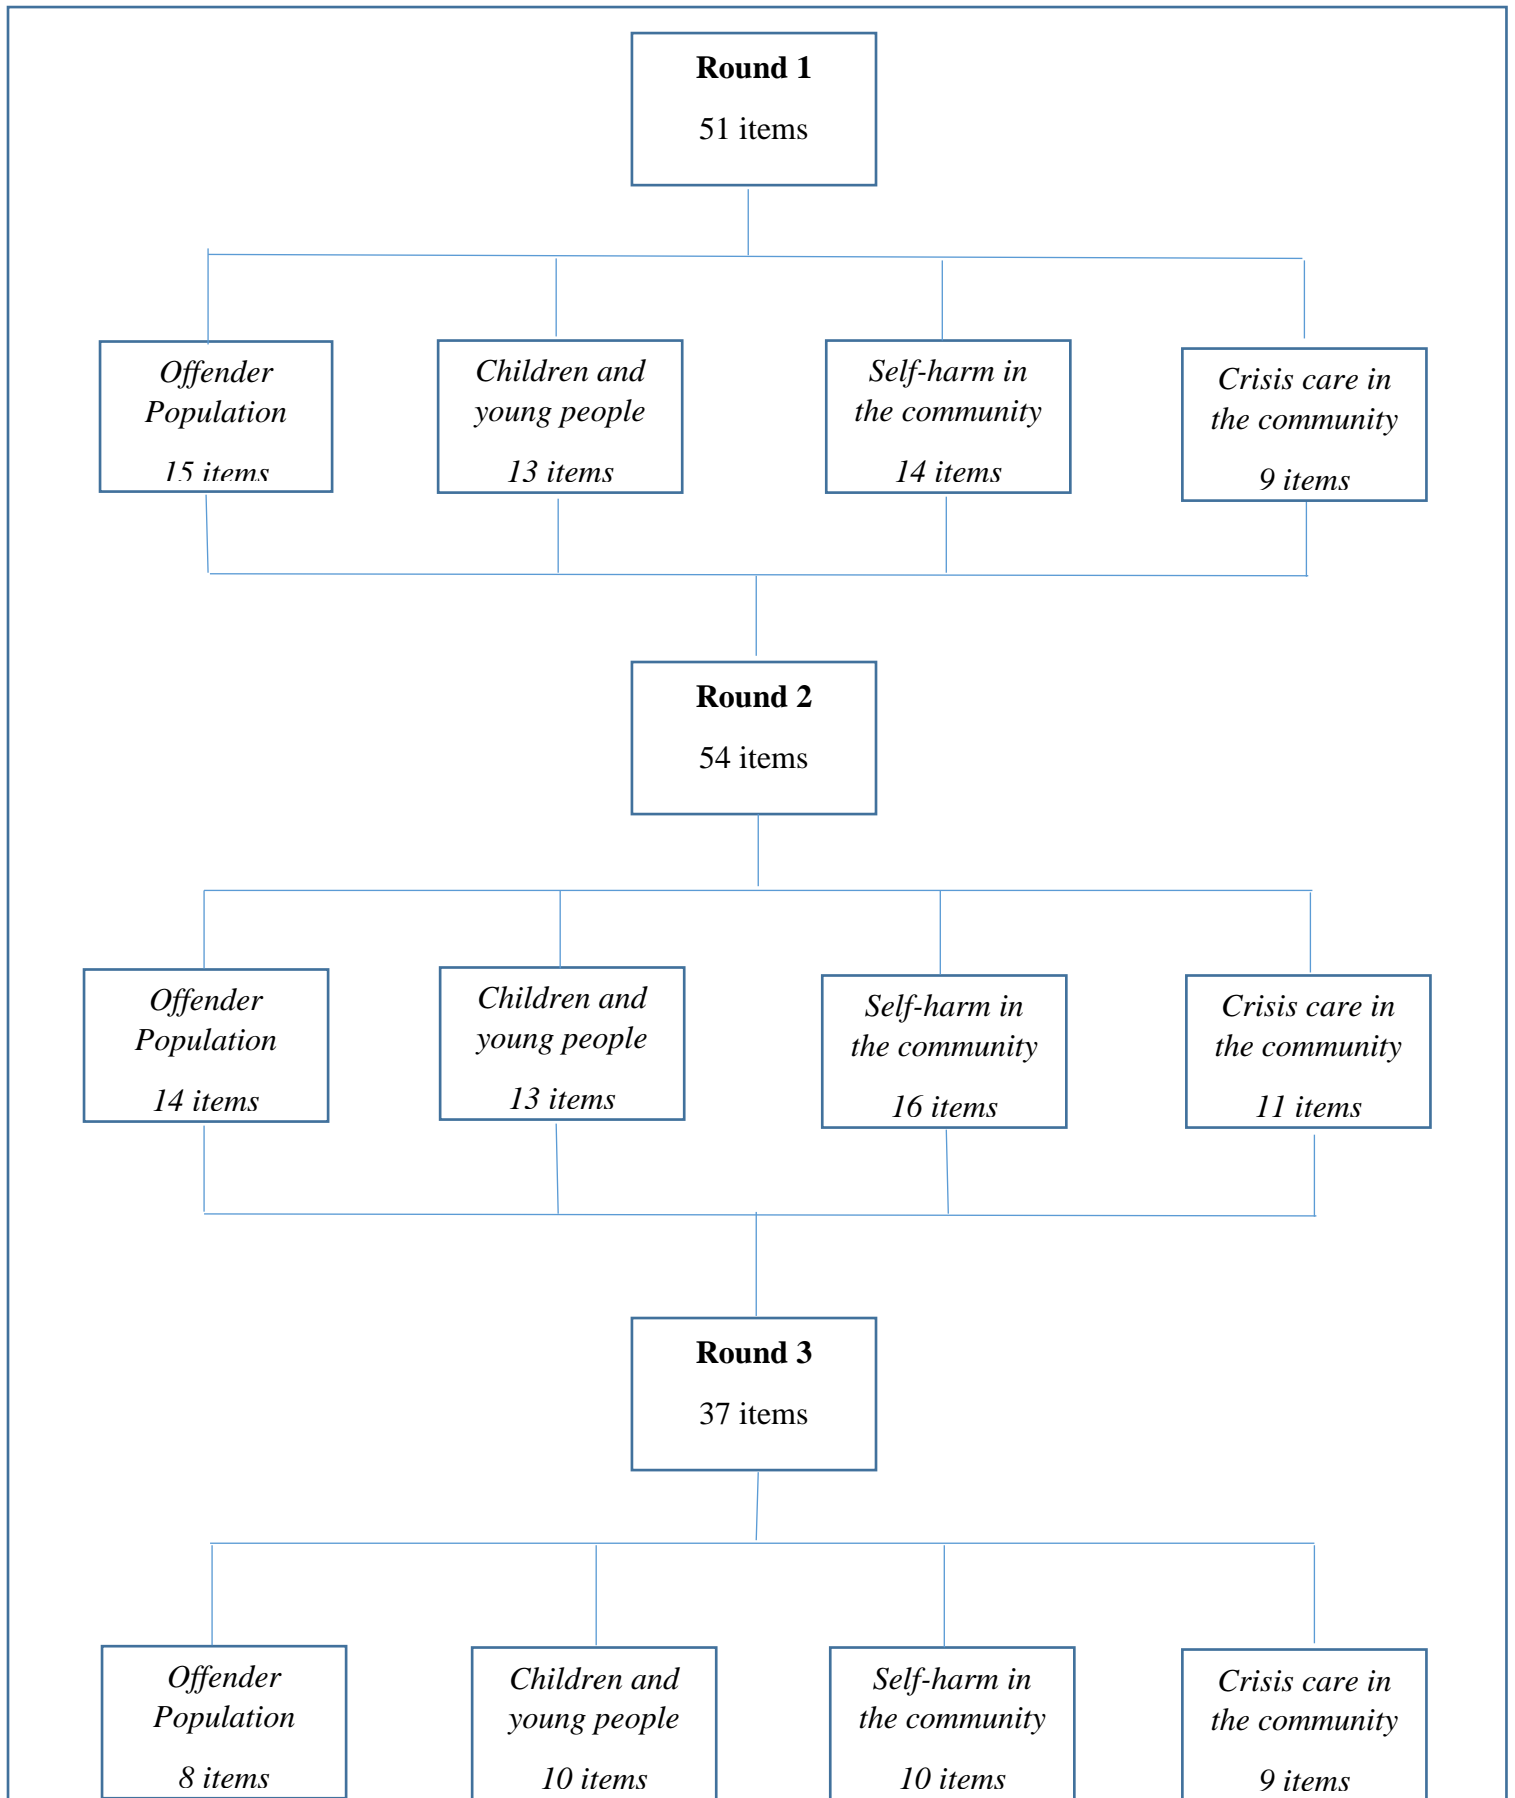 Round 1
51 items
Offender
Population
15 items
Children and
young people
13 items
Self-harm in
the community
14 items
Crisis care in
the community
9 items
Round 2
54 items
Offender
Population
14 items
Children and
young people
13 items
Self-harm in
the community
16 items
Crisis care in
the community
11 items
Round 3
37 items
Offender
Population
8 items
Children and
young people
10 items
Self-harm in
the community
10 items
Crisis care in
the community
9 items